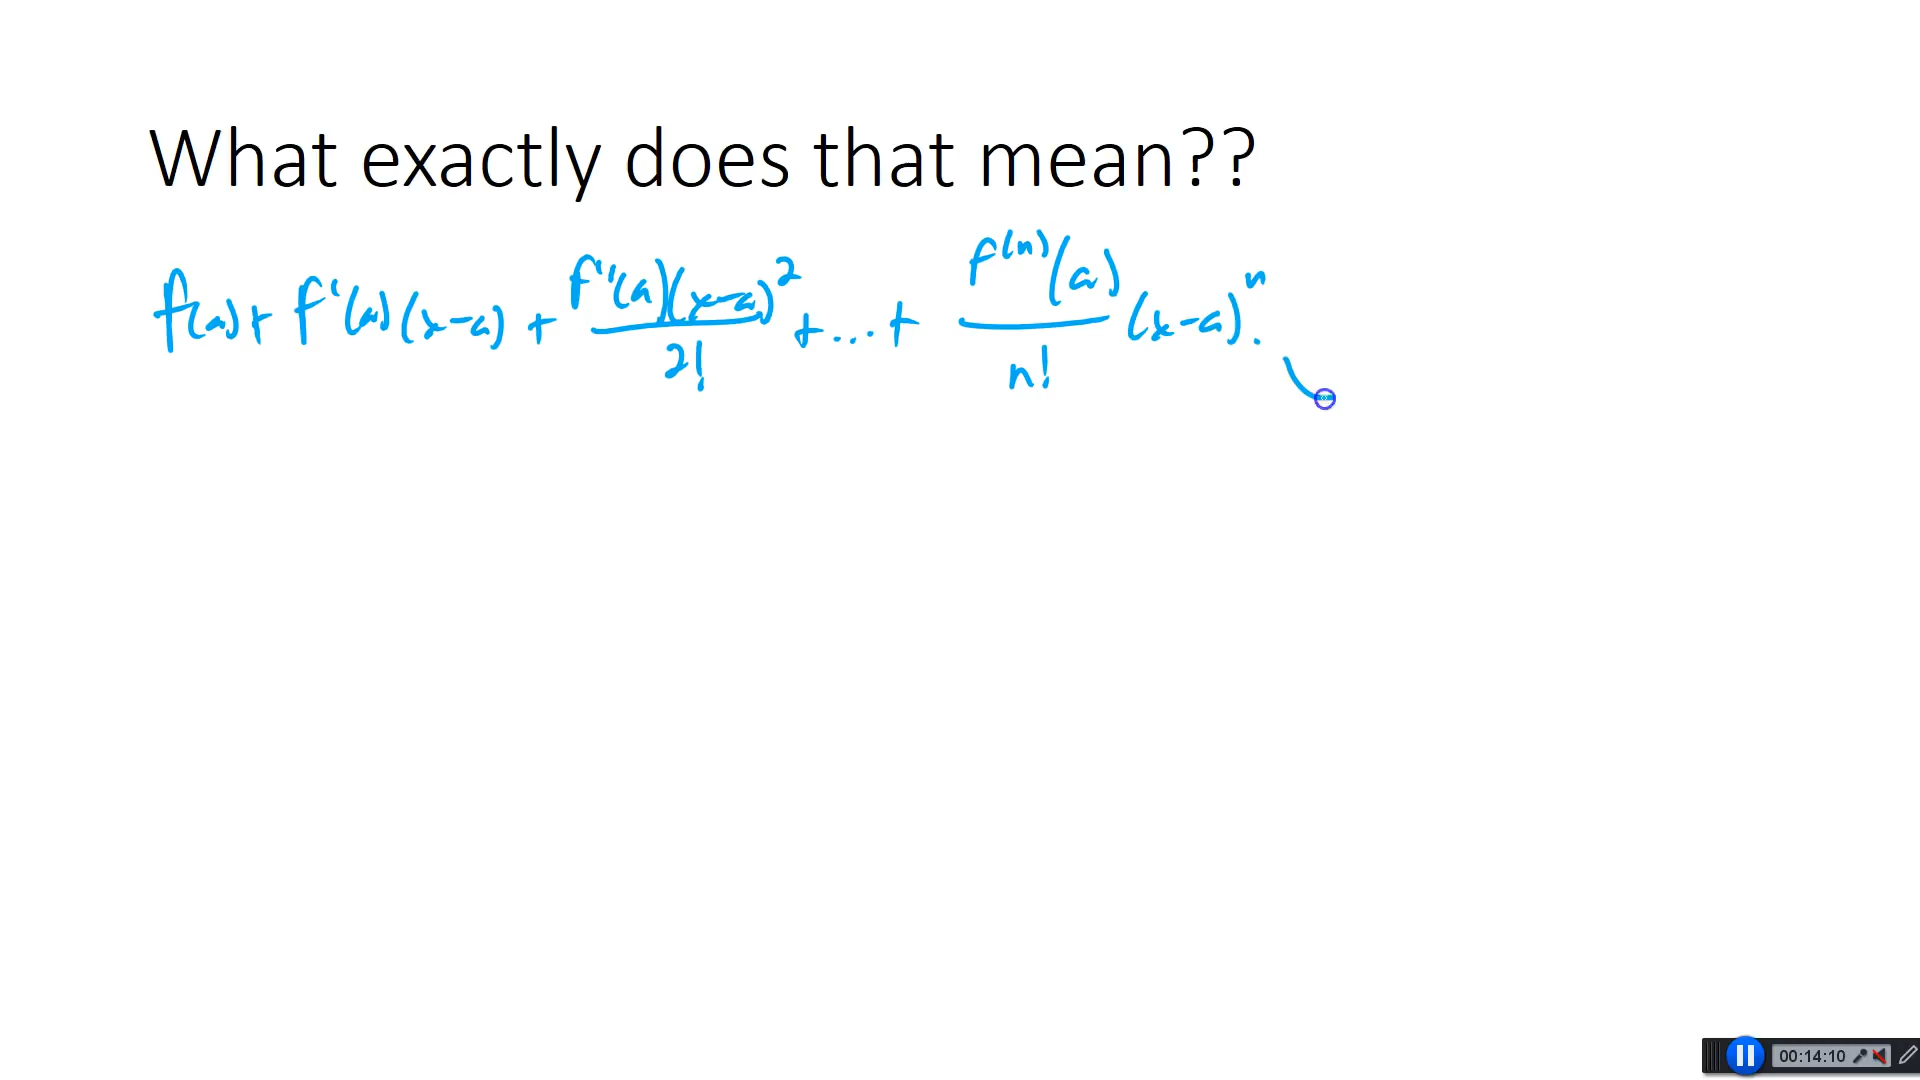 What exactly does that mean??
f(a) + f'(a)(x-a) + f''(a)(x-a)²/2! + ... + f⁽ⁿ⁾(a)/n! (x-a)ⁿ.
00:14:10